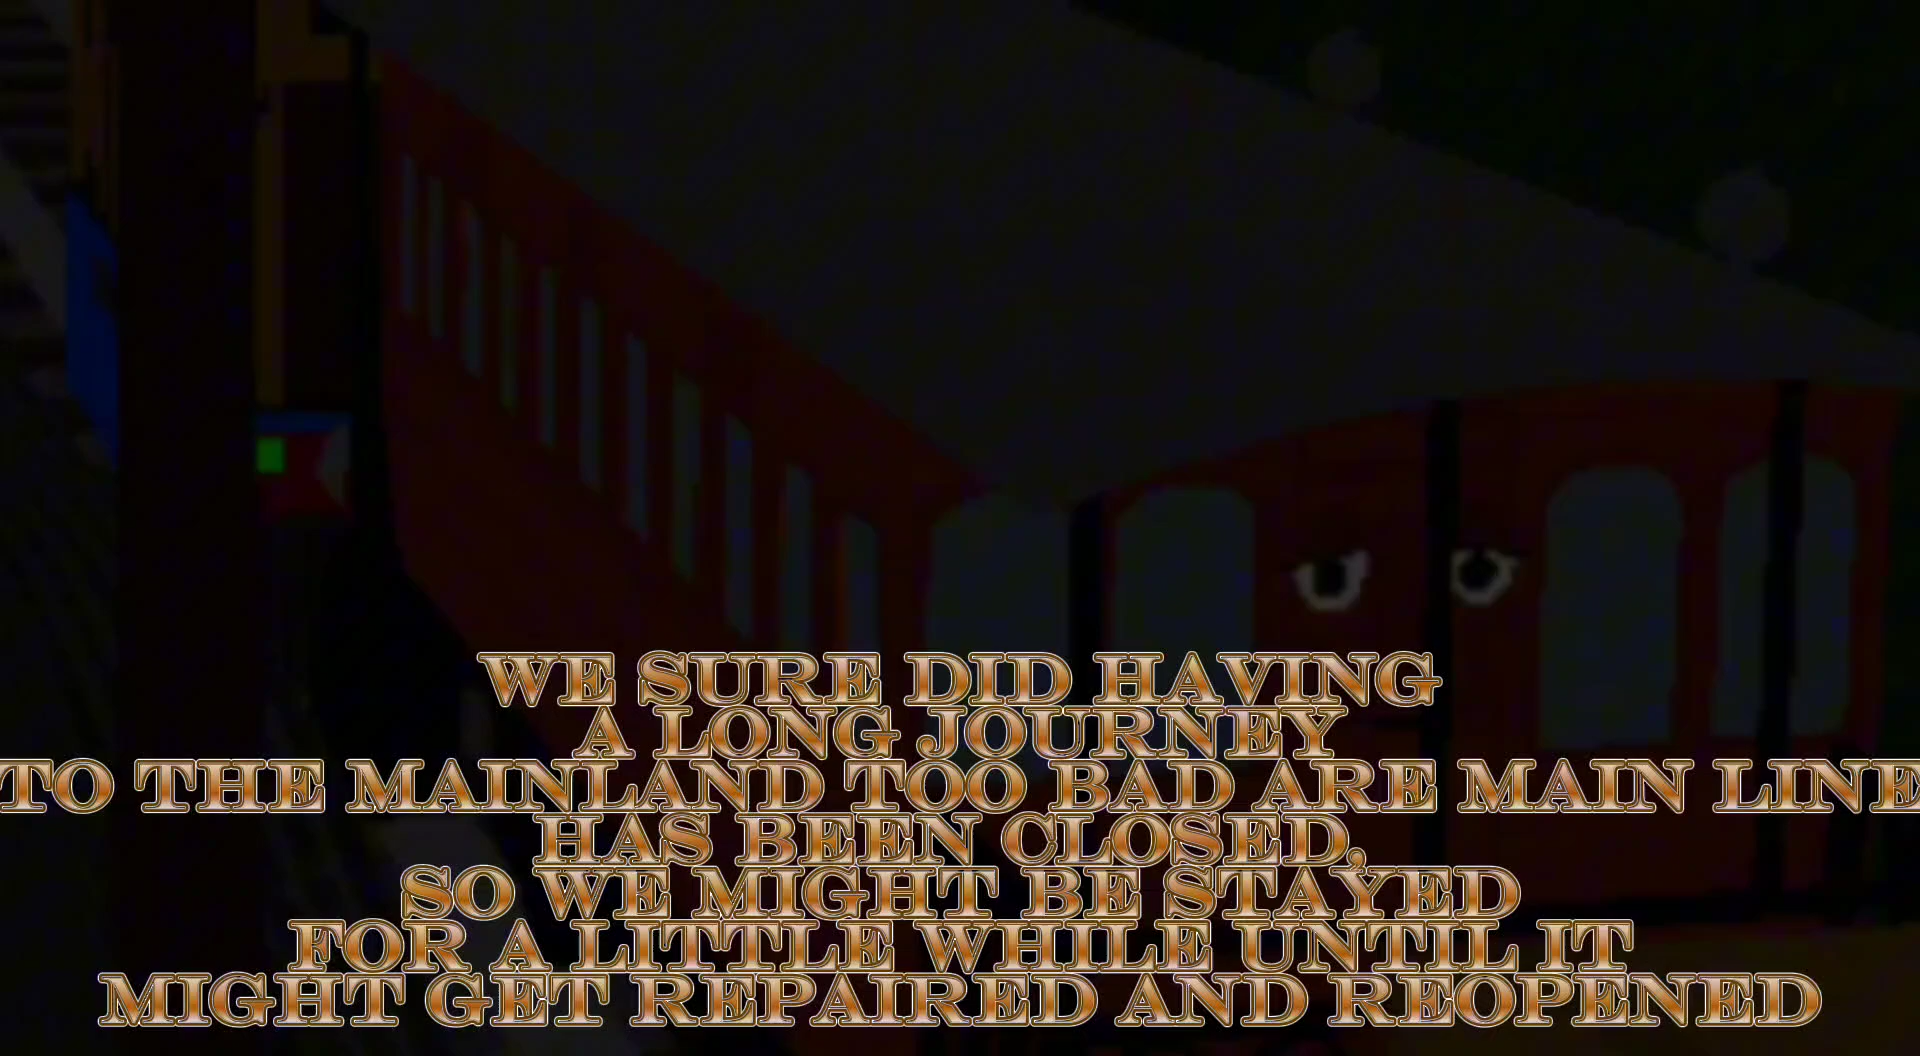 WE SURE DID HAVING
A LONG JOURNEY
TO THE MAINLAND TOO BAD ARE MAIN LINE
HAS BEEN CLOSED,
SO WE MIGHT BE STAYED
FOR A LITTLE WHILE UNTIL IT
MIGHT GET REPAIRED AND REOPENED